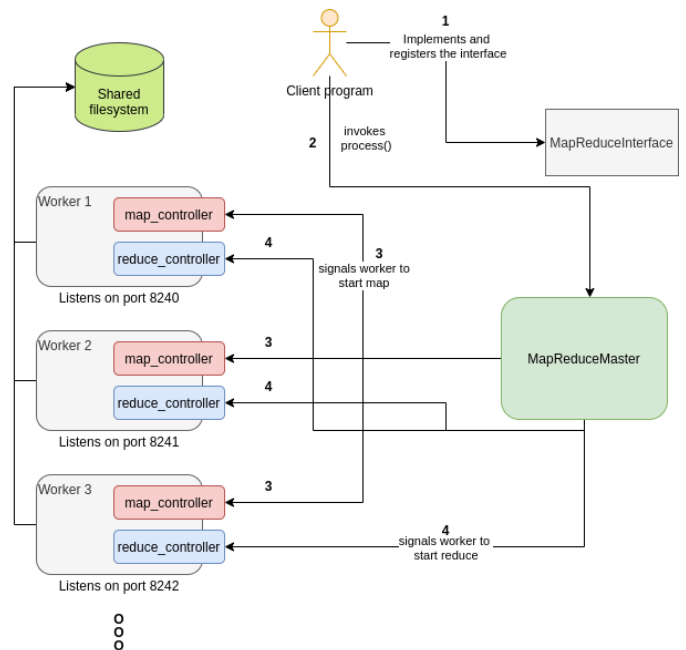 1
Implements and
registers the interface
Shared
filesystem
Client program
2
invokes
process()
MapReduceInterface
Worker 1
map_controller
4
reduce_controller
3
signals worker to
start map
Listens on port 8240
Worker 2
map_controller
3
MapReduceMaster
4
reduce_controller
Listens on port 8241
Worker 3
map_controller
3
reduce_controller
4
signals worker to
start reduce
Listens on port 8242
O
O
O